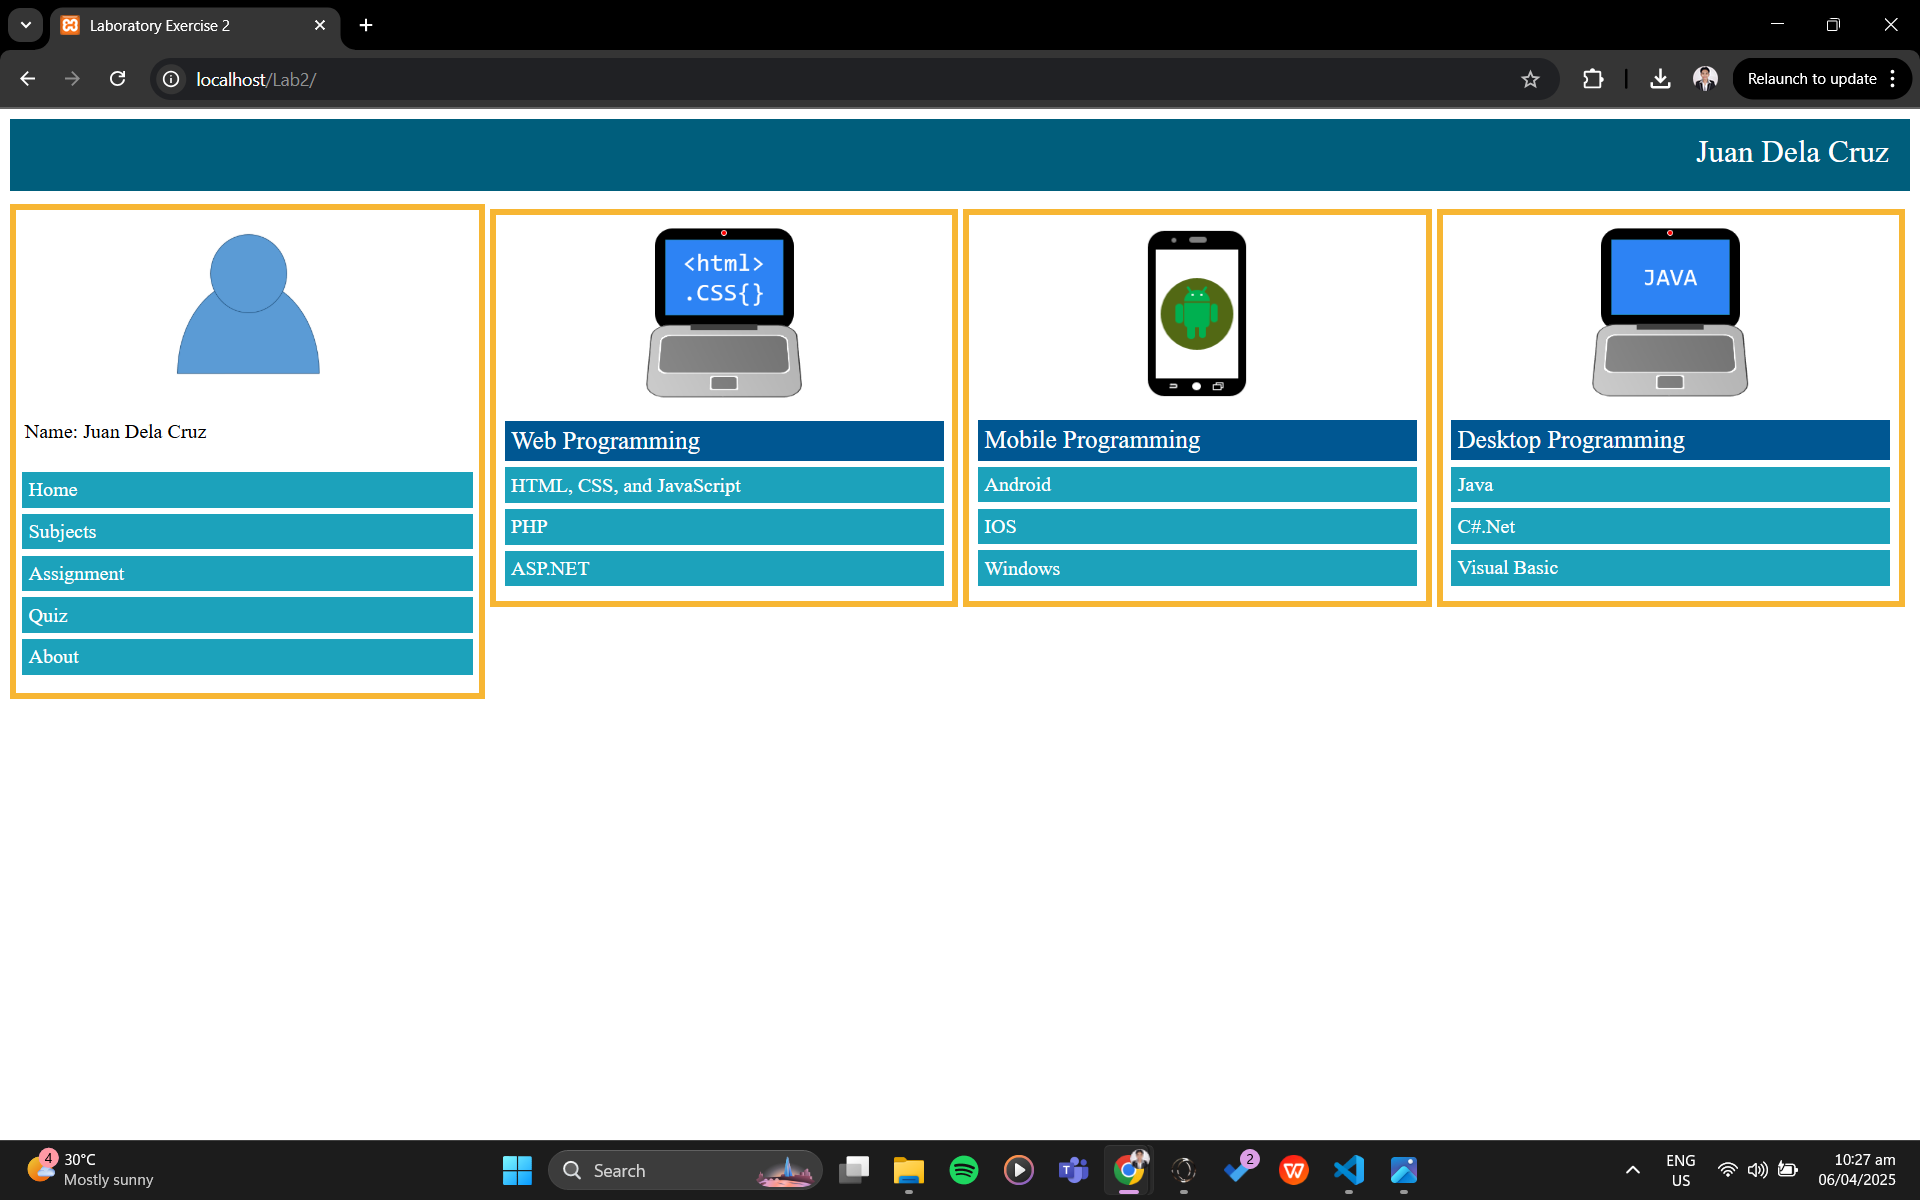 Laboratory Exercise 2
localhost/Lab2/
Relaunch to update
Juan Dela Cruz
Name: Juan Dela Cruz
Home
Subjects
Assignment
Quiz
About
<html>
.CSS{}
Web Programming
HTML, CSS, and JavaScript
PHP
ASP.NET
Mobile Programming
Android
IOS
Windows
JAVA
Desktop Programming
Java
C#.Net
Visual Basic
4
30°C
Mostly sunny
Search
T
2
W
ENG
US
10:27 am
06/04/2025